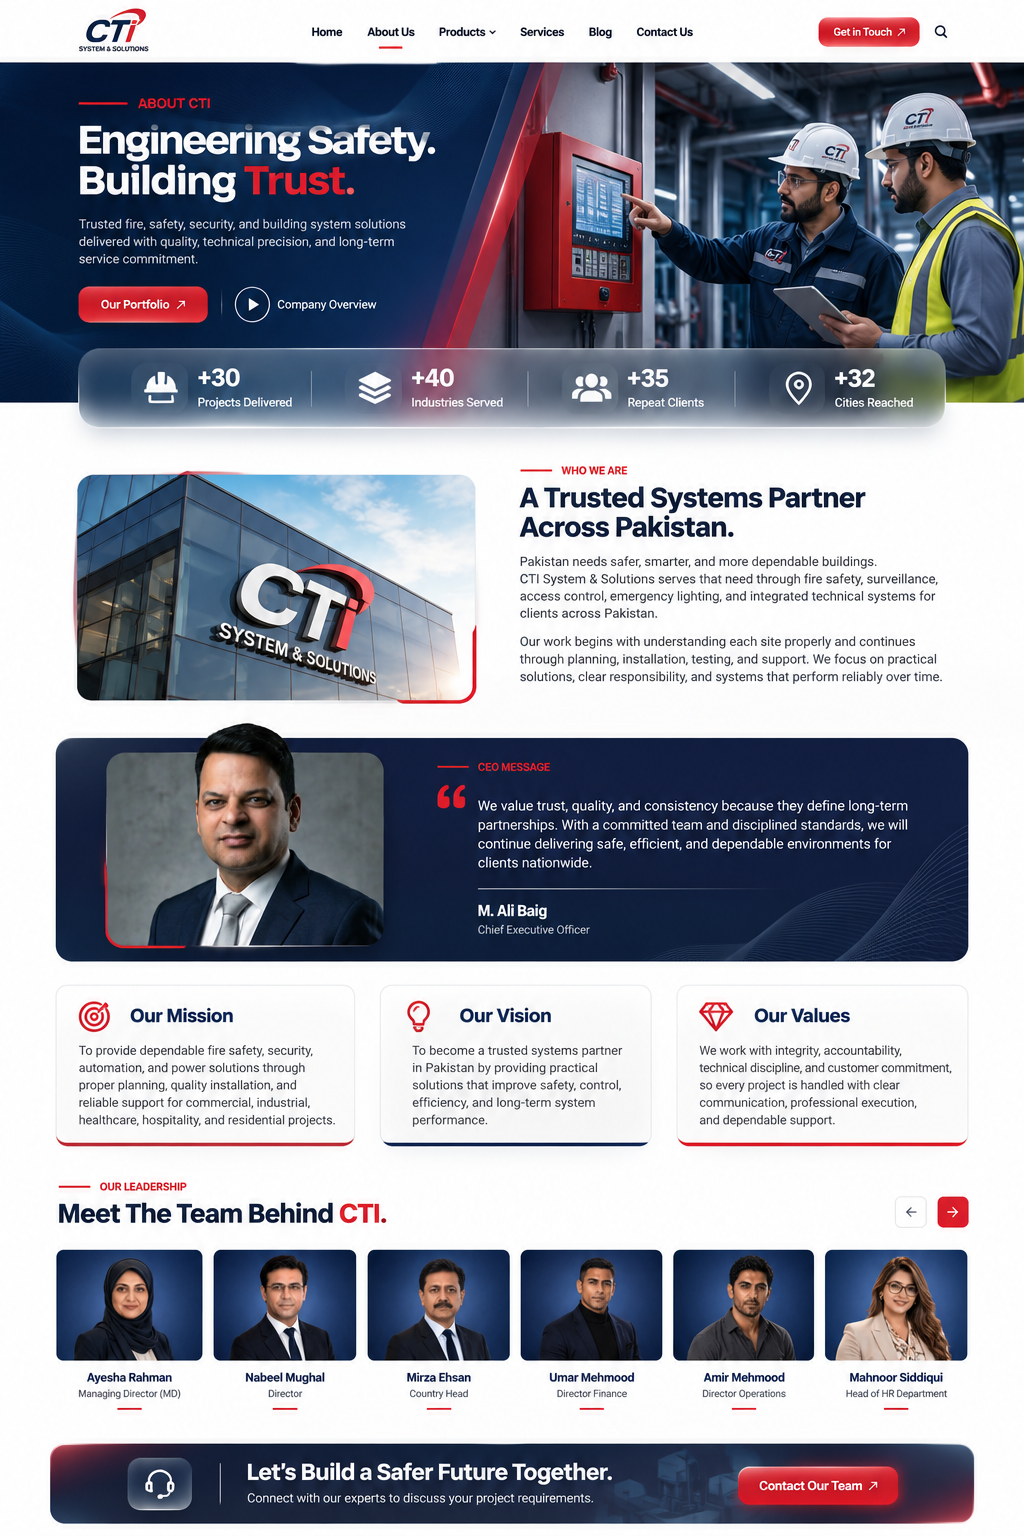 CTi
SYSTEM & SOLUTIONS
Home
About Us
Products
Services
Blog
Contact Us
Get in Touch
ABOUT CTI
Engineering Safety.
Building Trust.
Trusted fire, safety, security, and building system solutions
delivered with quality, technical precision, and long-term
service commitment.
Our Portfolio
Company Overview
CTi
CTi
CTi
CTi
+30
Projects Delivered
+40
Industries Served
+35
Repeat Clients
+32
Cities Reached
CTi
SYSTEM & SOLUTIONS
WHO WE ARE
A Trusted Systems Partner
Across Pakistan.
Pakistan needs safer, smarter, and more dependable buildings.
CTI System & Solutions serves that need through fire safety, surveillance,
access control, emergency lighting, and integrated technical systems for
clients across Pakistan.
Our work begins with understanding each site properly and continues
through planning, installation, testing, and support. We focus on practical
solutions, clear responsibility, and systems that perform reliably over time.
CEO MESSAGE
“
We value trust, quality, and consistency because they define long-term
partnerships. With a committed team and disciplined standards, we will
continue delivering safe, efficient, and dependable environments for
clients nationwide.
M. Ali Baig
Chief Executive Officer
Our Mission
To provide dependable fire safety, security,
automation, and power solutions through
proper planning, quality installation, and
reliable support for commercial, industrial,
healthcare, hospitality, and residential projects.
Our Vision
To become a trusted systems partner
in Pakistan by providing practical
solutions that improve safety, control,
efficiency, and long-term system
performance.
Our Values
We work with integrity, accountability,
technical discipline, and customer commitment,
so every project is handled with clear
communication, professional execution,
and dependable support.
OUR LEADERSHIP
Meet The Team Behind CTI.
Ayesha Rahman
Managing Director (MD)
Nabeel Mughal
Director
Mirza Ehsan
Country Head
Umar Mehmood
Director Finance
Amir Mehmood
Director Operations
Mahnoor Siddiqui
Head of HR Department
Let's Build a Safer Future Together.
Connect with our experts to discuss your project requirements.
Contact Our Team